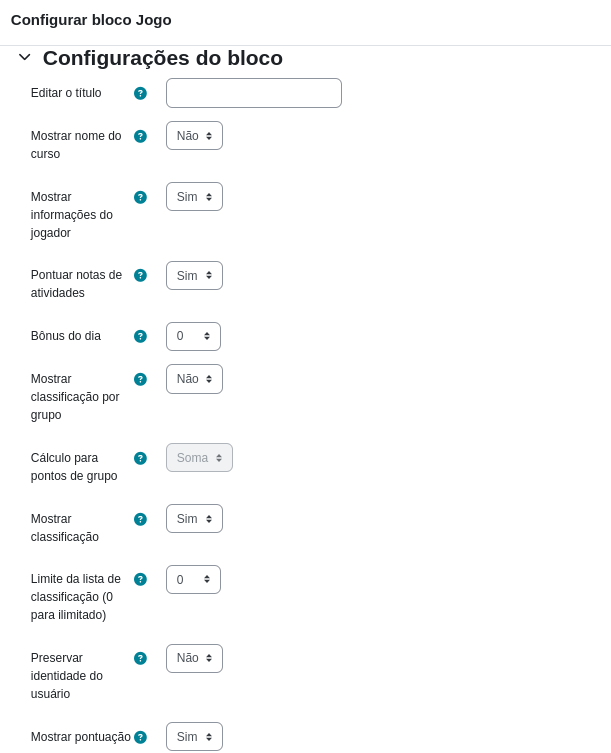 Configurar bloco Jogo
Configurações do bloco
Editar o título ?
Mostrar nome do ? Não
curso
Mostrar ? Sim
informações do
jogador
Pontuar notas de ? Sim
atividades
Bônus do dia ? 0
Mostrar ? Não
classificação por
grupo
Cálculo para ? Soma
pontos de grupo
Mostrar ? Sim
classificação
Limite da lista de ? 0
classificação (0
para ilimitado)
Preservar ? Não
identidade do
usuário
Mostrar pontuação ? Sim